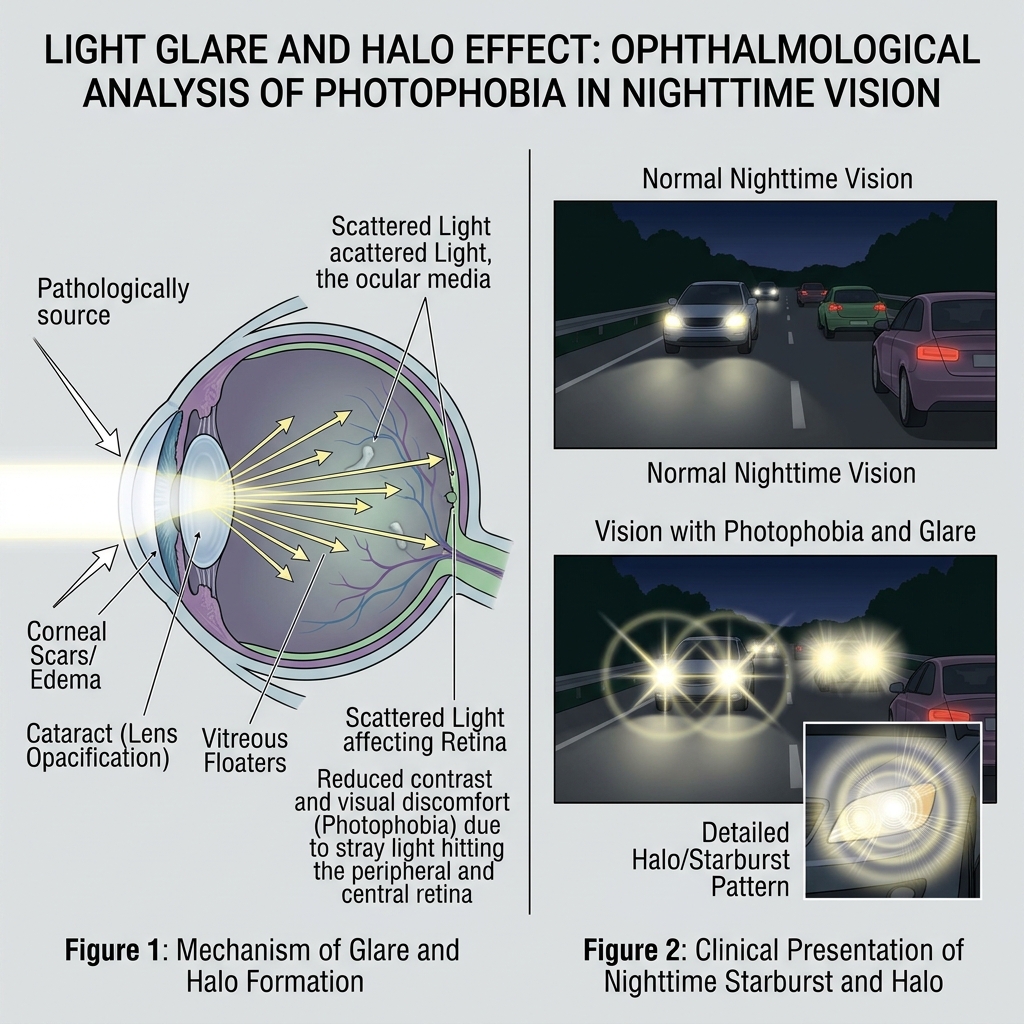 LIGHT GLARE AND HALO EFFECT: OPHTHALMOLOGICAL
ANALYSIS OF PHOTOPHOBIA IN NIGHTTIME VISION
Pathologically
source
Scattered Light
acattered Light,
the ocular media
Corneal
Scars/
Edema
Cataract (Lens
Opacification)
Vitreous
Floaters
Scattered Light
affecting Retina
Reduced contrast
and visual discomfort
(Photophobia) due
to stray light hitting
the peripheral and
central retina
Figure 1: Mechanism of Glare and
Halo Formation
Normal Nighttime Vision
Normal Nighttime Vision
Vision with Photophobia and Glare
Detailed
Halo/Starburst
Pattern
Figure 2: Clinical Presentation of
Nighttime Starburst and Halo